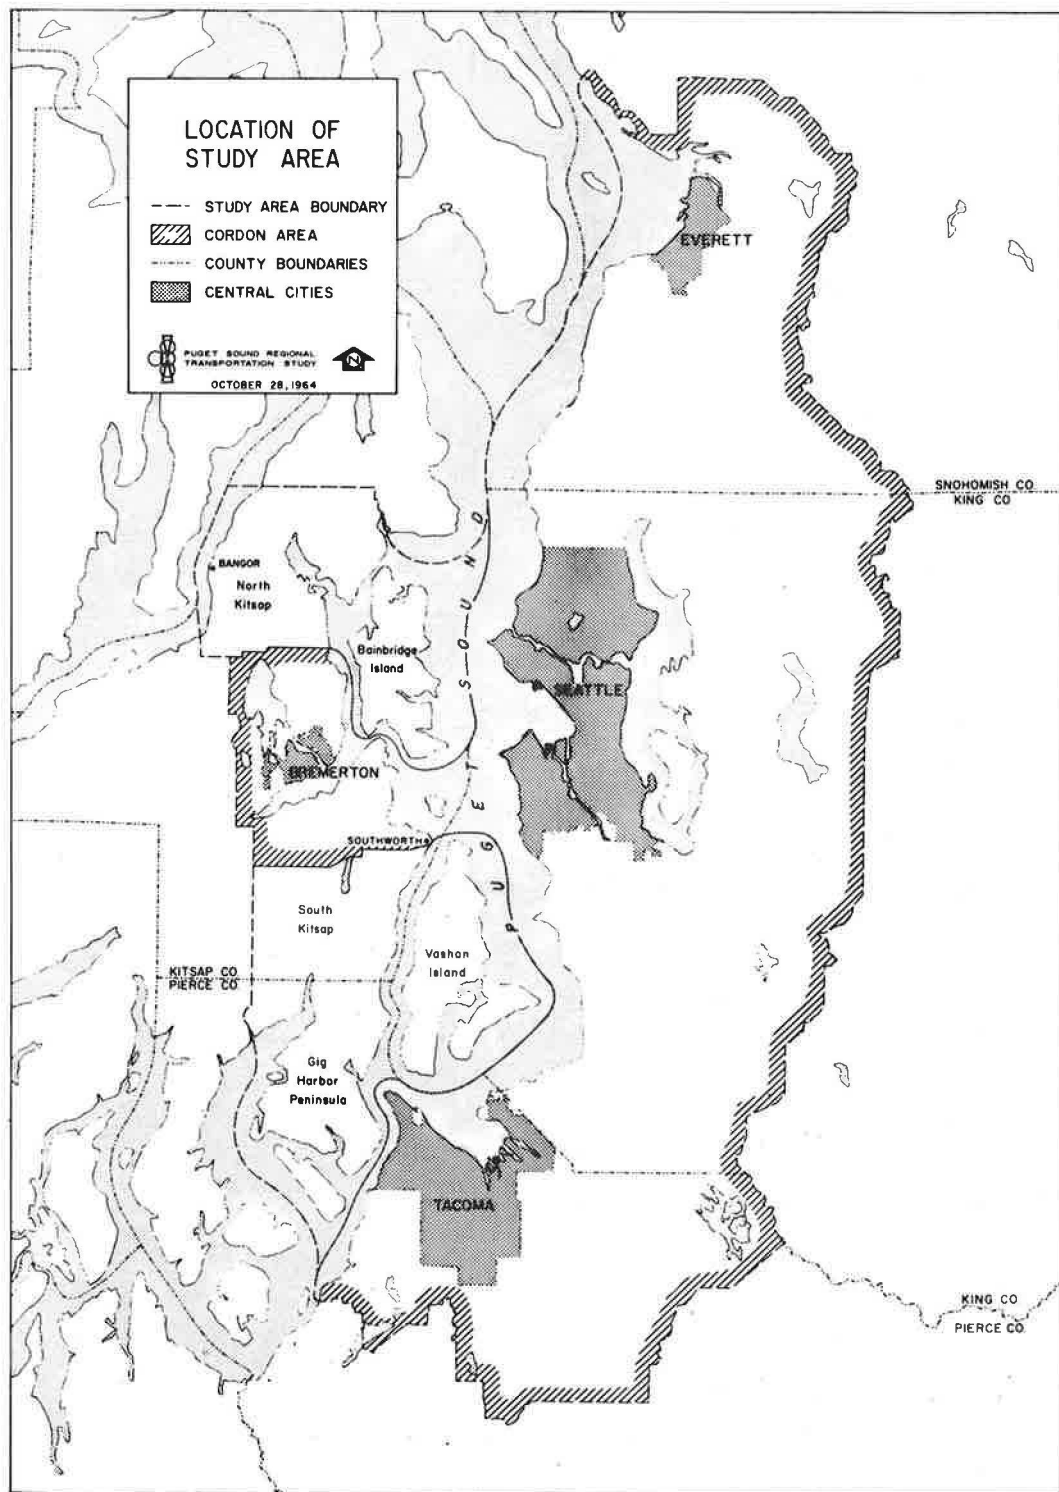 LOCATION OF
STUDY AREA
STUDY AREA BOUNDARY
CORDON AREA
COUNTY BOUNDARIES
CENTRAL CITIES
PUGET SOUND REGIONAL
TRANSPORTATION STUDY
N
OCTOBER 28, 1964
EVERETT
SNOHOMISH CO.
KING CO.
BANGOR
North
Kitsap
Bainbridge
Island
SEATTLE
BREMERTON
PUGET SOUND
SOUTHWORTH
South
Kitsap
Vashon
Island
KITSAP CO.
PIERCE CO.
Gig
Harbor
Peninsula
TACOMA
KING CO.
PIERCE CO.